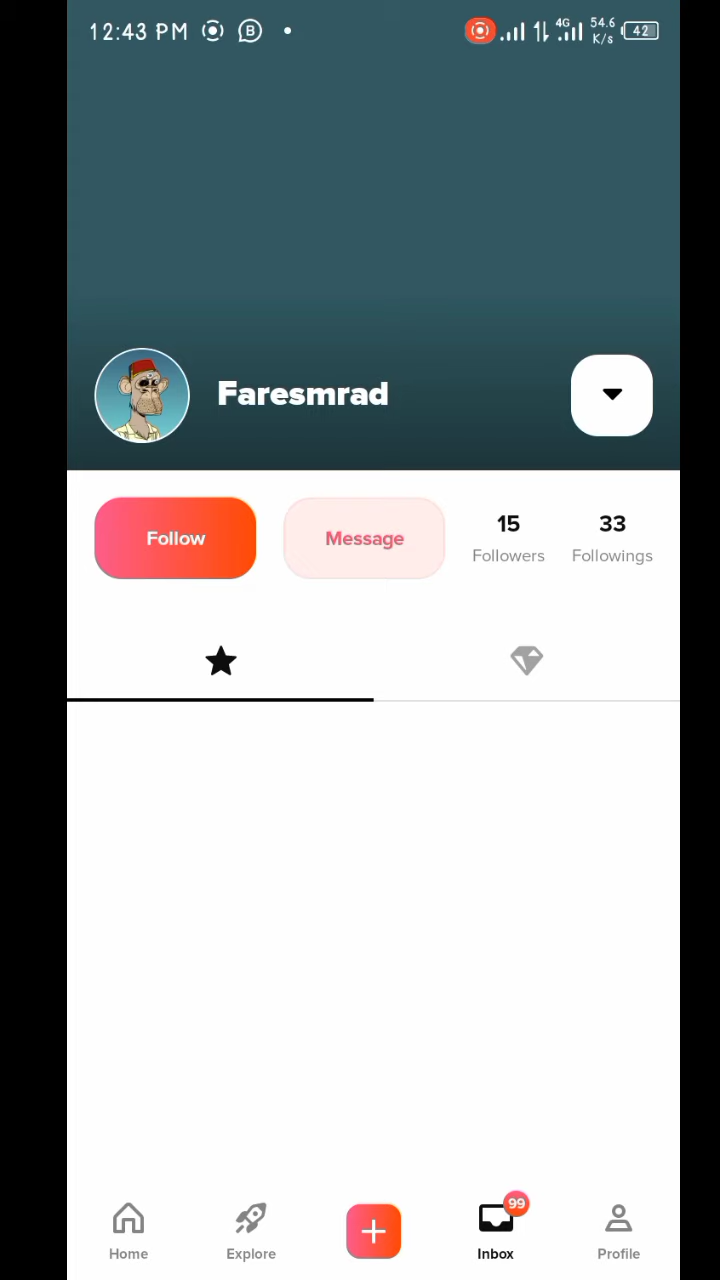 12:43 PM
B
4G
54.6
K/s
42
Faresmrad
Follow
Message
15
Followers
33
Followings
99
Home
Explore
Inbox
Profile